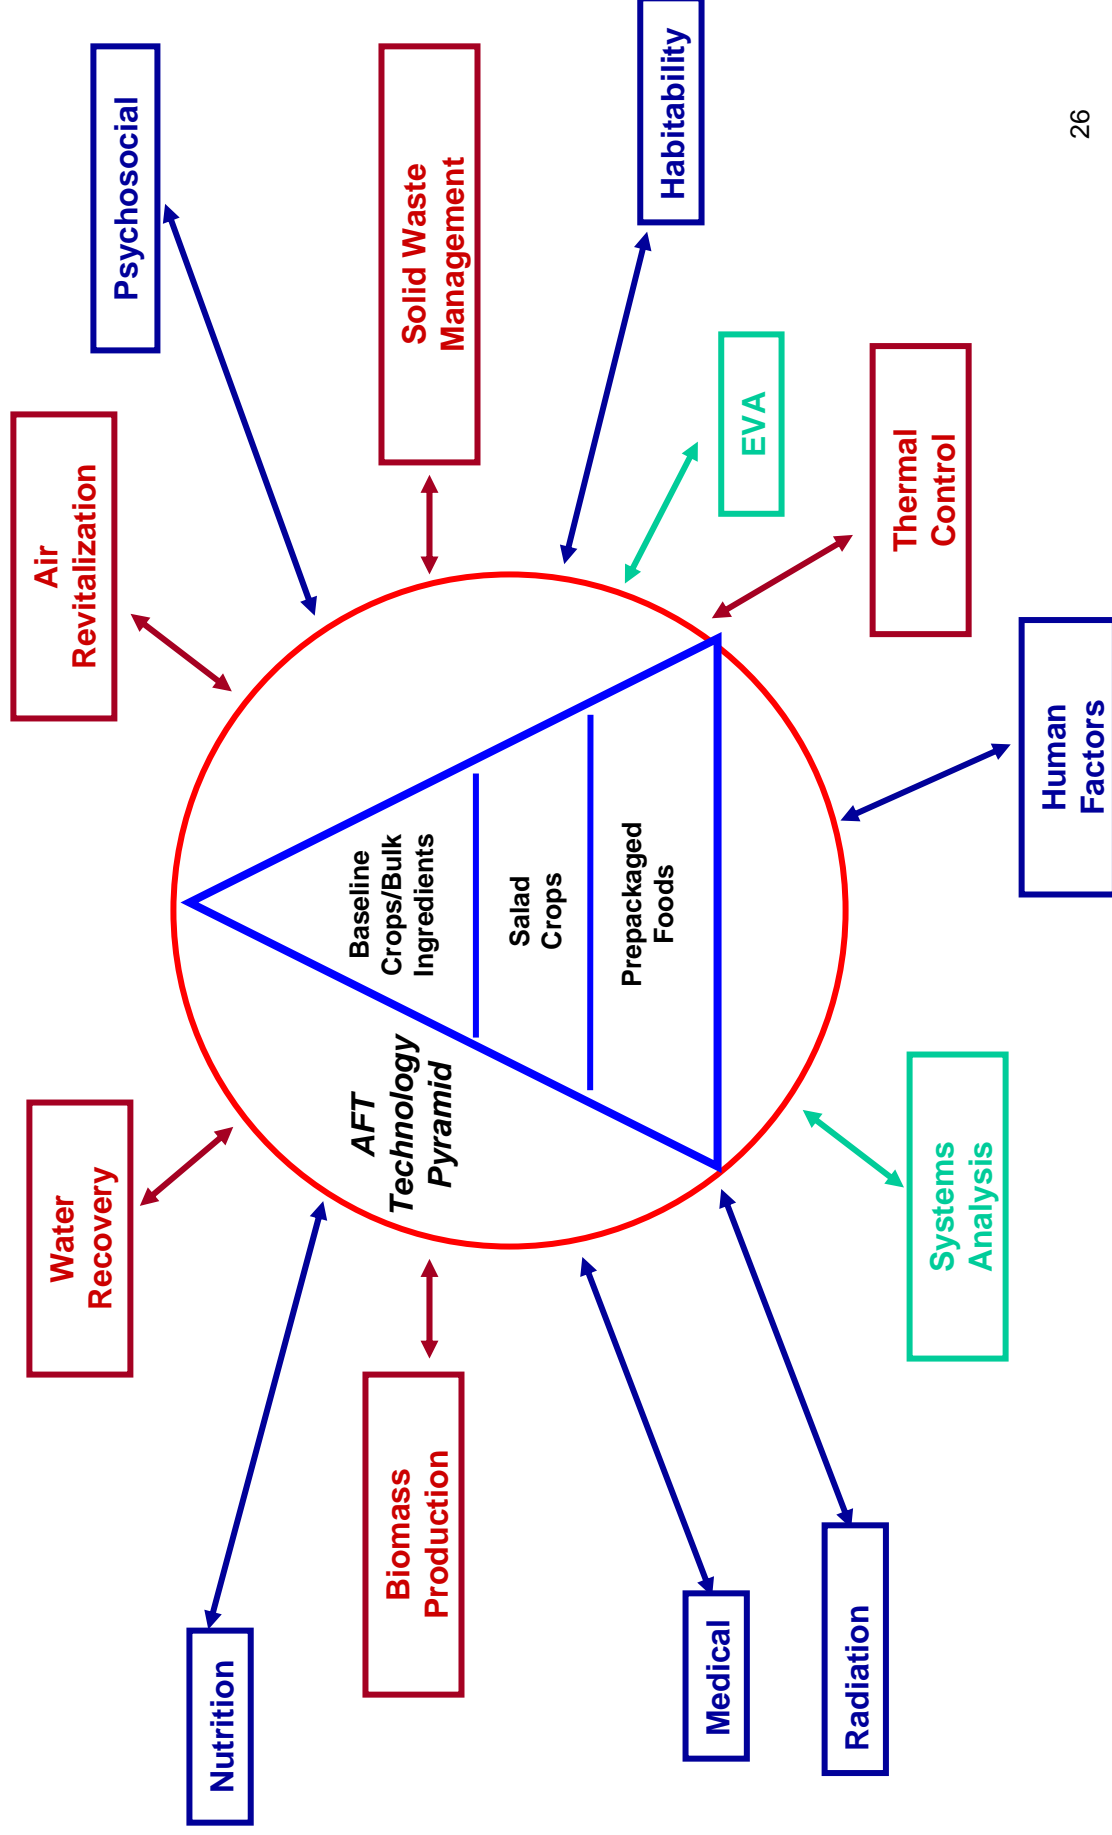 Water
Recovery
Air
Revitalization
Psychosocial
Nutrition
AFT
Technology
Pyramid
Baseline
Crops/Bulk
Ingredients
Biomass
Production
Solid Waste
Management
Salad
Crops
Prepackaged
Foods
Medical
Habitability
EVA
Radiation
Thermal
Control
Systems
Analysis
Human
Factors
26